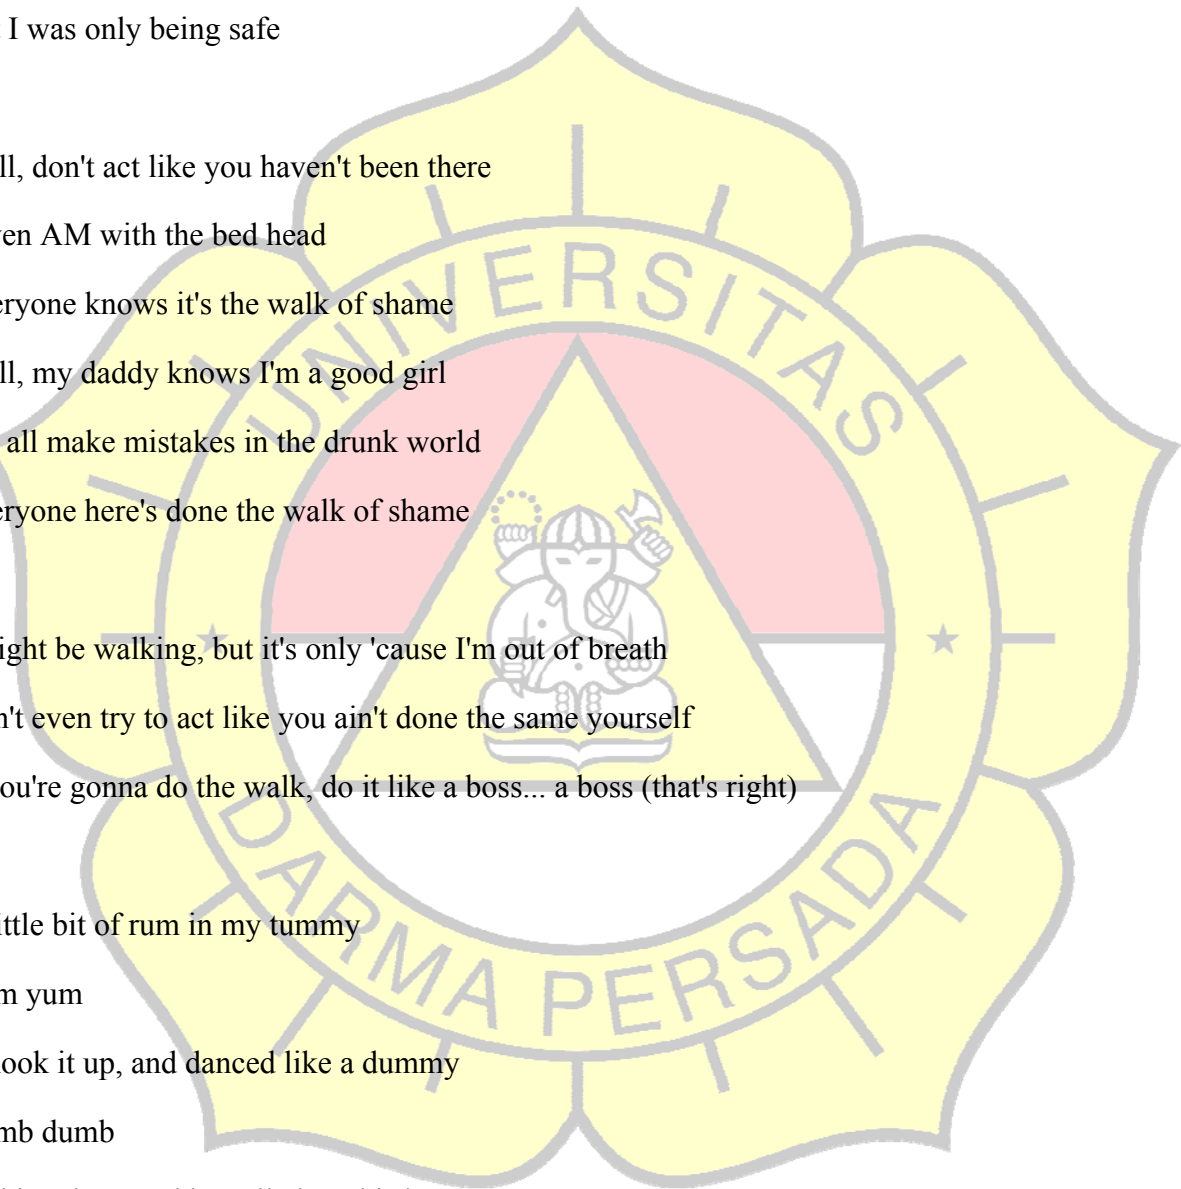 I was only being safe
ll, don't act like you haven't been there
ven AM with the bed head
eryone knows it's the walk of shame
ll, my daddy knows I'm a good girl
all make mistakes in the drunk world
eryone here's done the walk of shame
ight be walking, but it's only 'cause I'm out of breath
n't even try to act like you ain't done the same yourself
you're gonna do the walk, do it like a boss... a boss (that's right)
ittle bit of rum in my tummy
m yum
ook it up, and danced like a dummy
mb dumb
UNIVERSITAS
DARMA PERSADA